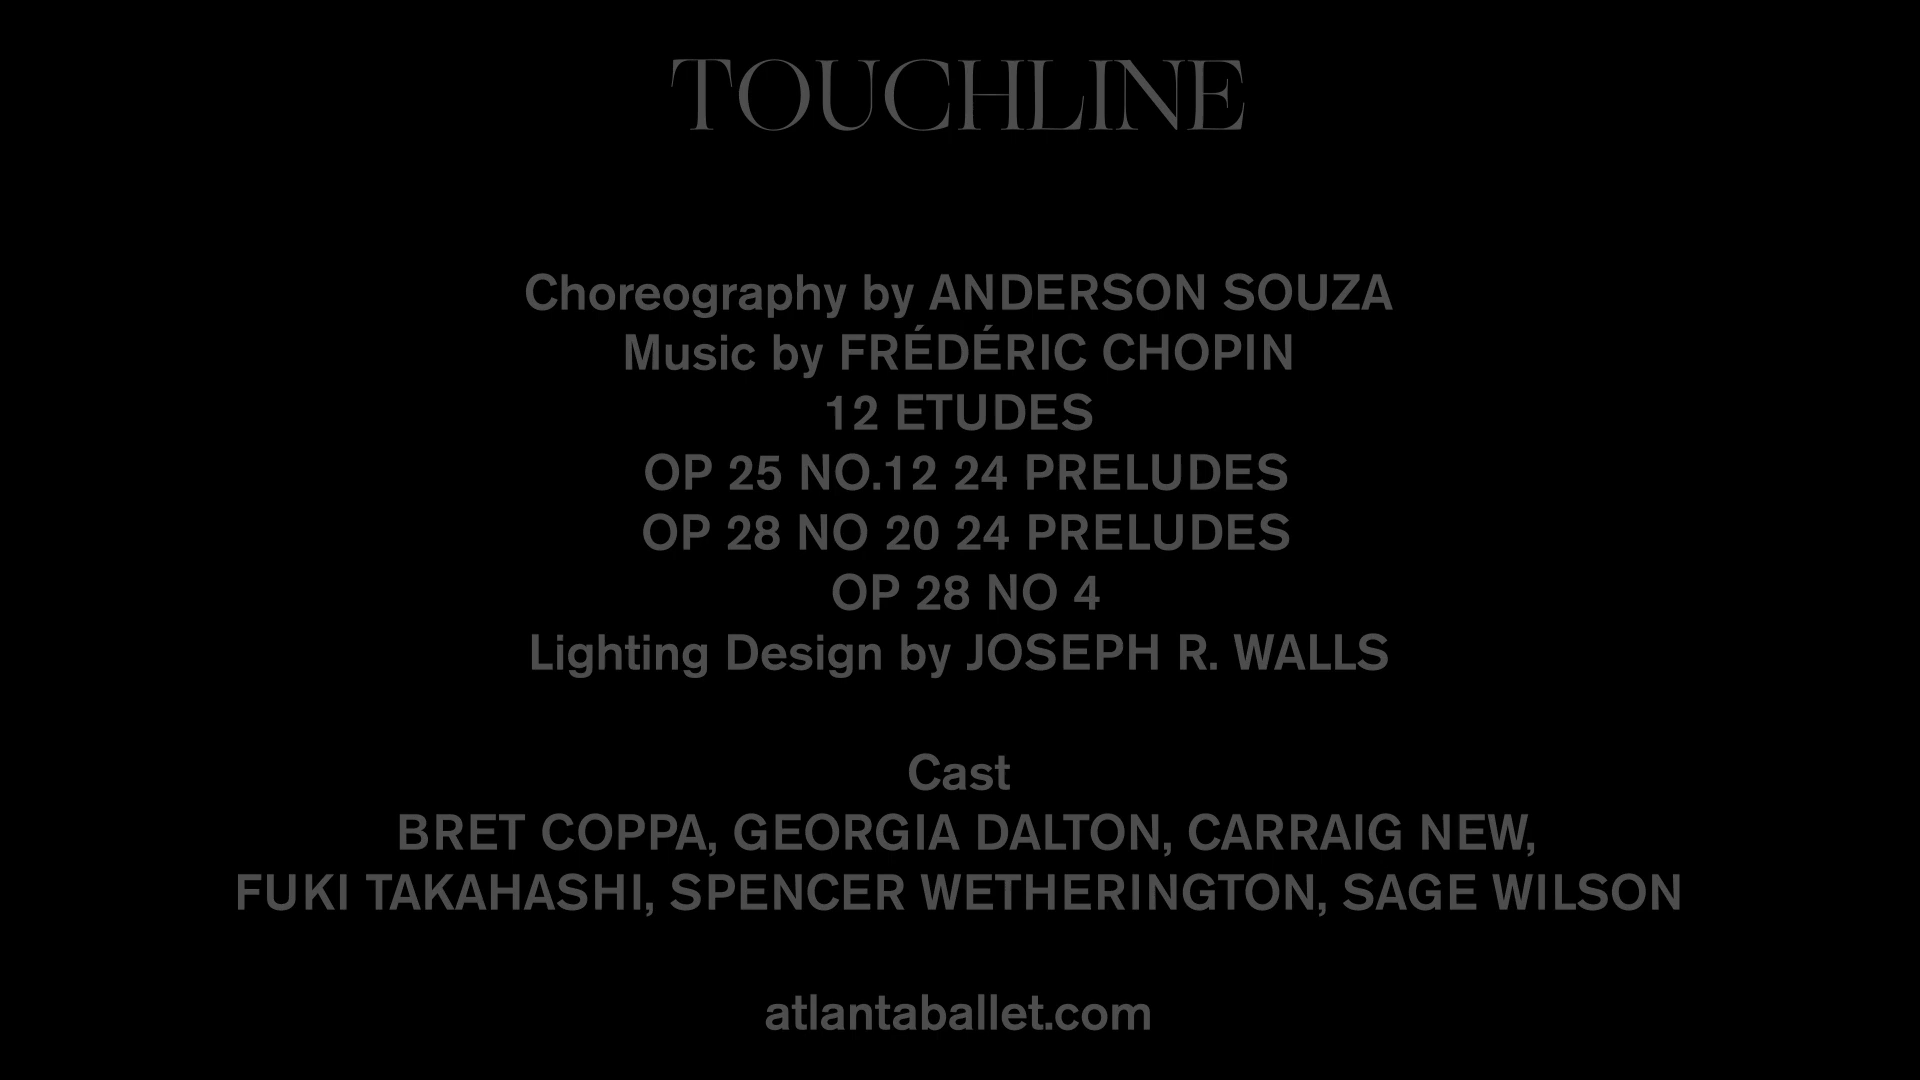 TOUCHLINE
Choreography by ANDERSON SOUZA
Music by FRÉDÉRIC CHOPIN
12 ETUDES
OP 25 NO.12 24 PRELUDES
OP 28 NO 20 24 PRELUDES
OP 28 NO 4
Lighting Design by JOSEPH R. WALLS
Cast
BRET COPPA, GEORGIA DALTON, CARRAIG NEW,
FUKI TAKAHASHI, SPENCER WETHERINGTON, SAGE WILSON
atlantaballet.com